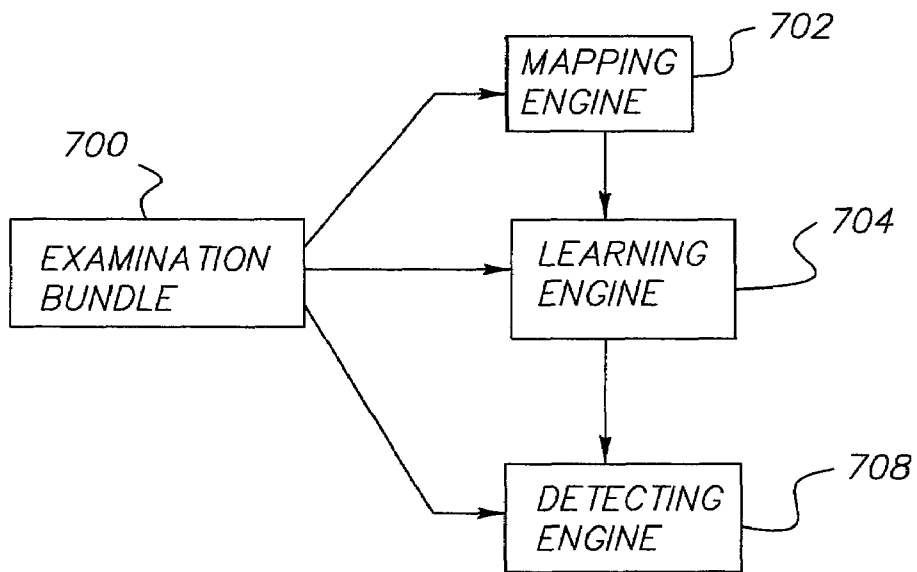 702
MAPPING
ENGINE
700
EXAMINATION
BUNDLE
704
LEARNING
ENGINE
708
DETECTING
ENGINE